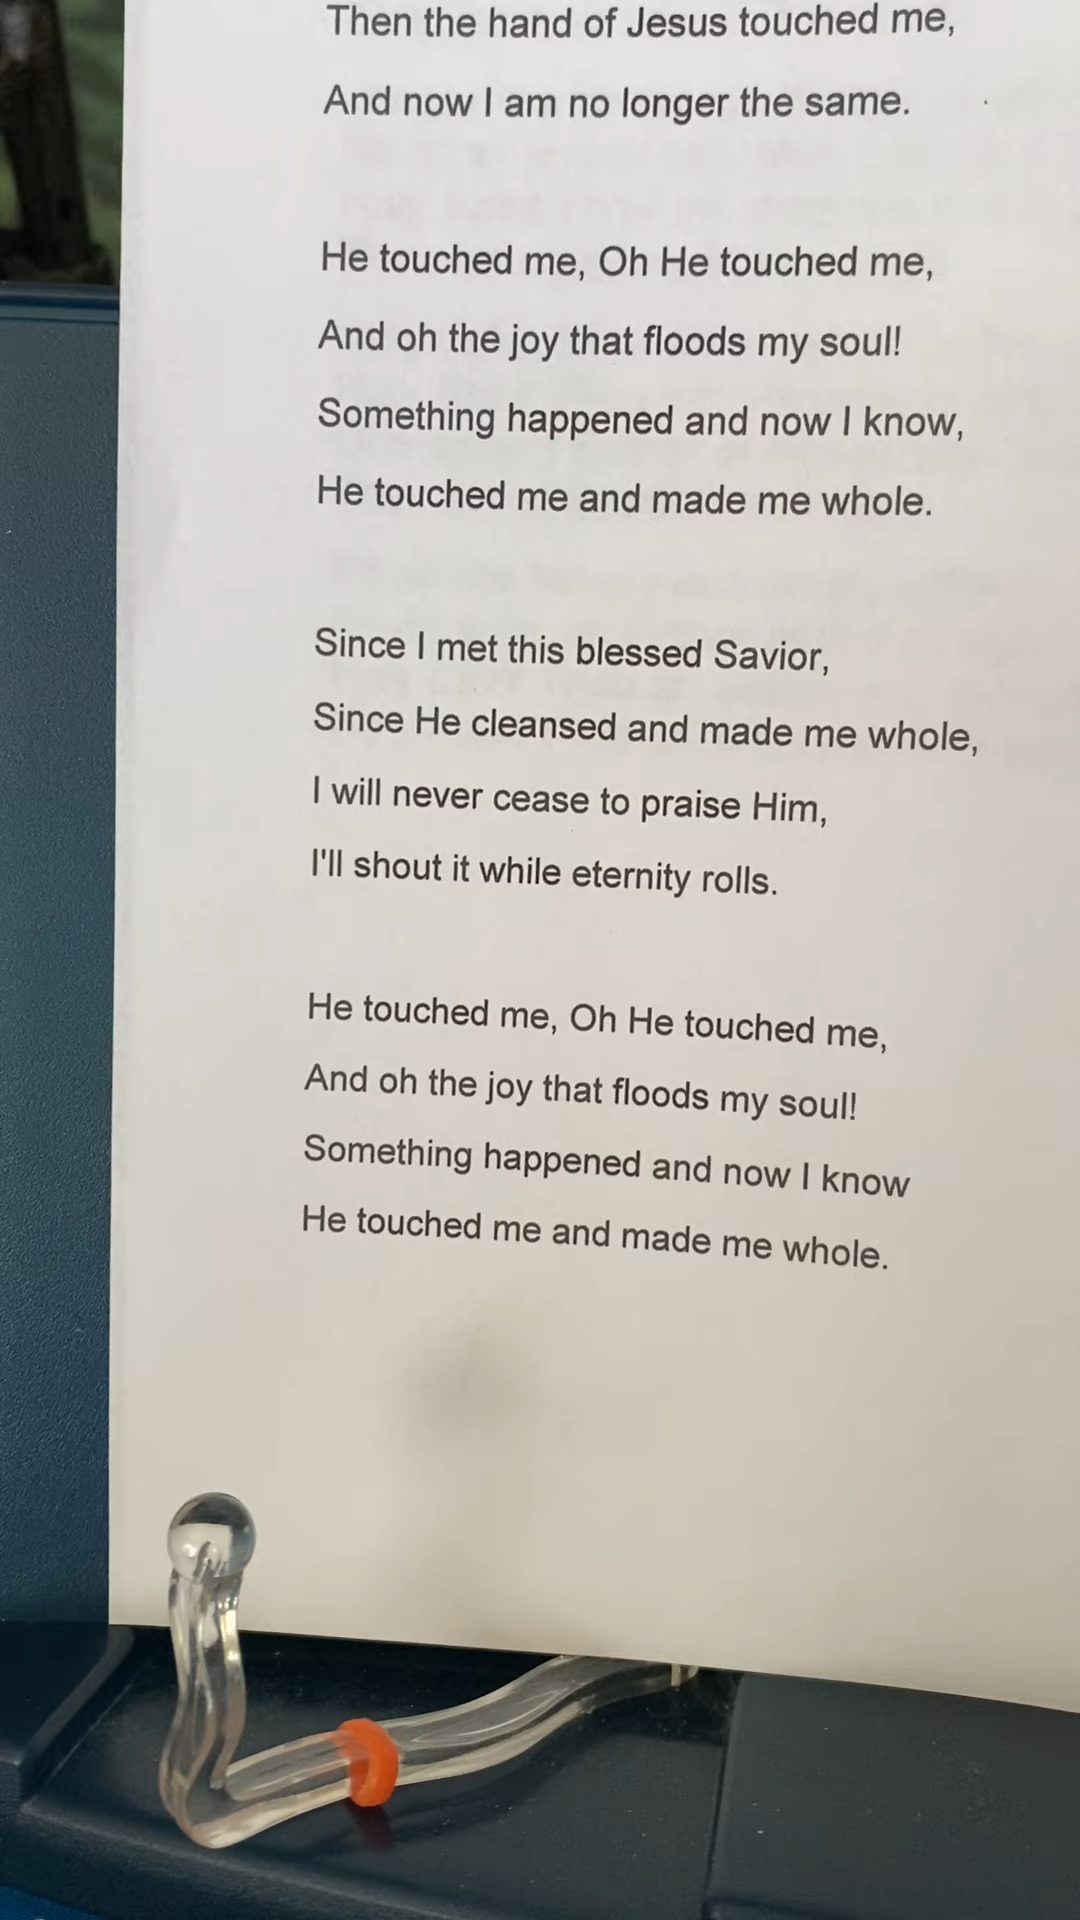 Then the hand of Jesus touched me,
And now I am no longer the same.
He touched me, Oh He touched me,
And oh the joy that floods my soul!
Something happened and now I know,
He touched me and made me whole.
Since I met this blessed Savior,
Since He cleansed and made me whole,
I will never cease to praise Him,
I'll shout it while eternity rolls.
He touched me, Oh He touched me,
And oh the joy that floods my soul!
Something happened and now I know
He touched me and made me whole.